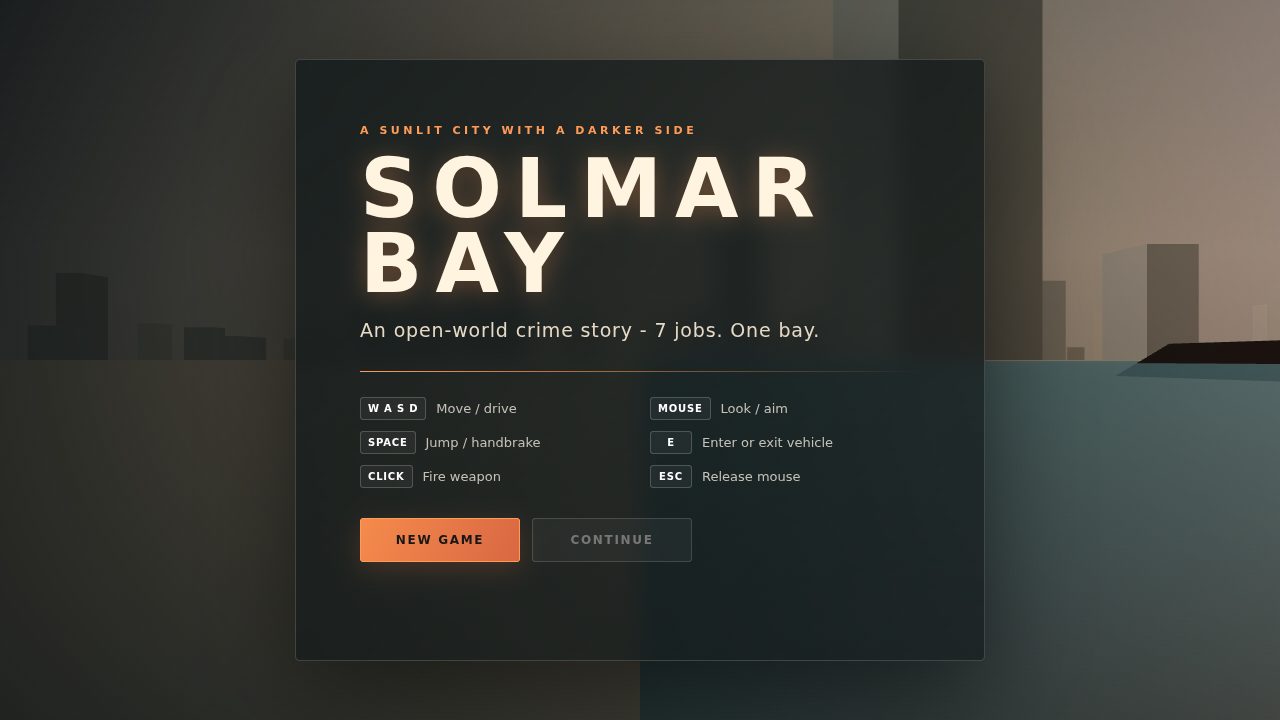 A SUNLIT CITY WITH A DARKER SIDE
SOLMAR
BAY
An open-world crime story - 7 jobs. One bay.
W A S D Move / drive
MOUSE Look / aim
SPACE Jump / handbrake
E Enter or exit vehicle
CLICK Fire weapon
ESC Release mouse
NEW GAME
CONTINUE